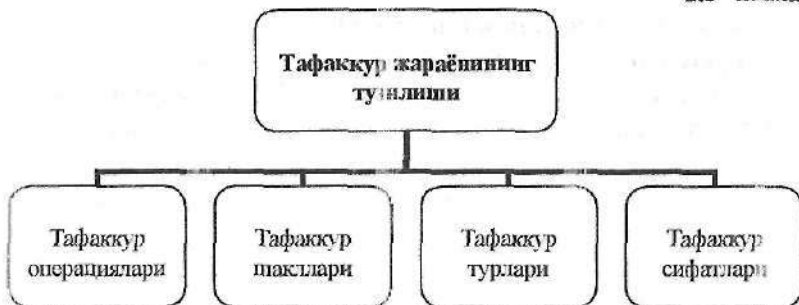 Тафаккур жараёнининг
тузилиши
Тафаккур
операциялари
Тафаккур
шакллари
Тафаккур
турлари
Тафаккур
сифатлари